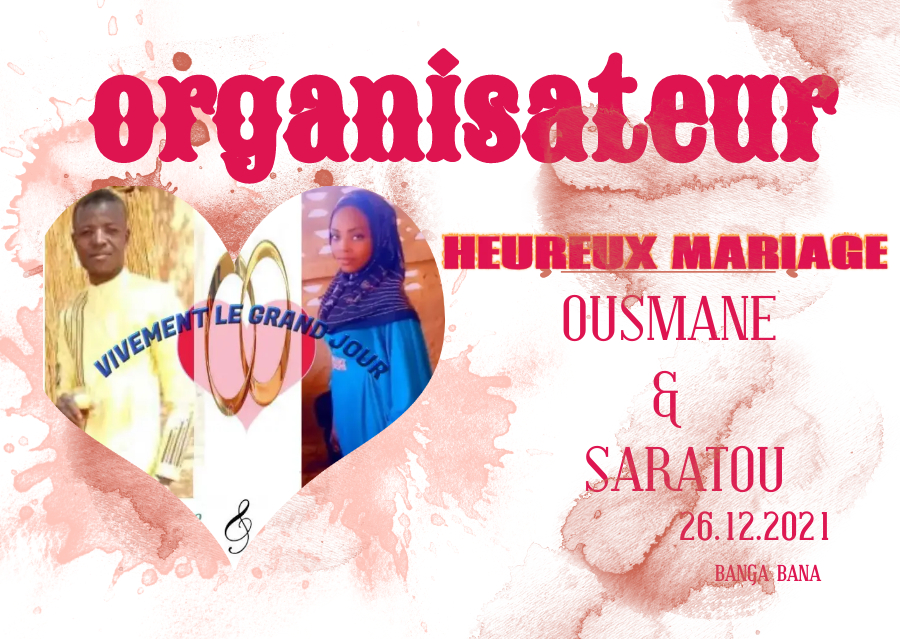 organisateur
VIVEMENT LE GRAND JOUR
&
HEUREUX MARIAGE
OUSMANE
&
SARATOU
26.12.2021
BANGA BANA